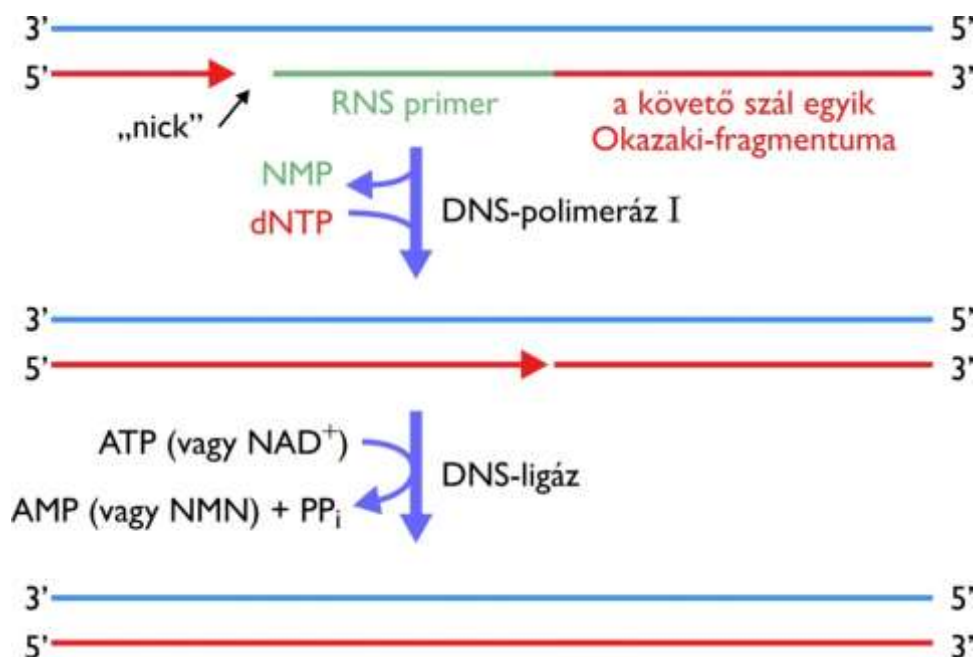 3’ 5’
5’ 3’
„nick”
RNS primer
a követő szál egyik
Okazaki-fragmentuma
NMP
dNTP
DNS-polimeráz I
3’ 5’
5’ 3’
ATP (vagy NAD⁺)
AMP (vagy NMN) + PPᵢ
DNS-ligáz
3’ 5’
5’ 3’